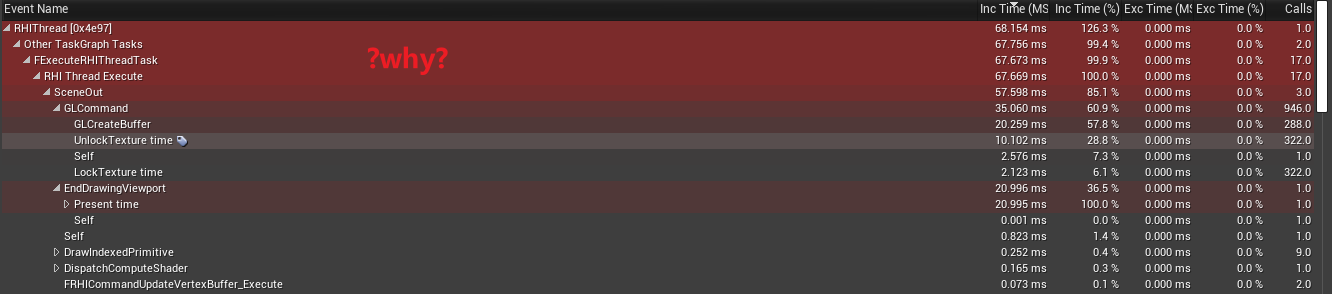 Event Name Inc Time (MS Inc Time (%) Exc Time (MS Exc Time (%) Calls
RHIThread [0x4e97] 68.154 ms 126.3 % 0.000 ms 0.0 % 1.0
Other TaskGraph Tasks 67.756 ms 99.4 % 0.000 ms 0.0 % 2.0
?why?
FExecuteRHIThreadTask 67.673 ms 99.9 % 0.000 ms 0.0 % 17.0
RHI Thread Execute 67.669 ms 100.0 % 0.000 ms 0.0 % 17.0
SceneOut 57.598 ms 85.1 % 0.000 ms 0.0 % 3.0
GLCommand 35.060 ms 60.9 % 0.000 ms 0.0 % 946.0
GLCreateBuffer 20.259 ms 57.8 % 0.000 ms 0.0 % 288.0
UnlockTexture time 10.102 ms 28.8 % 0.000 ms 0.0 % 322.0
Self 2.576 ms 7.3 % 0.000 ms 0.0 % 1.0
LockTexture time 2.123 ms 6.1 % 0.000 ms 0.0 % 322.0
EndDrawingViewport 20.996 ms 36.5 % 0.000 ms 0.0 % 1.0
Present time 20.995 ms 100.0 % 0.000 ms 0.0 % 1.0
Self 0.001 ms 0.0 % 0.000 ms 0.0 % 1.0
Self 0.823 ms 1.4 % 0.000 ms 0.0 % 1.0
DrawIndexedPrimitive 0.252 ms 0.4 % 0.000 ms 0.0 % 9.0
DispatchComputeShader 0.165 ms 0.3 % 0.000 ms 0.0 % 1.0
FRHICommandUpdateVertexBuffer_Execute 0.073 ms 0.1 % 0.000 ms 0.0 % 2.0